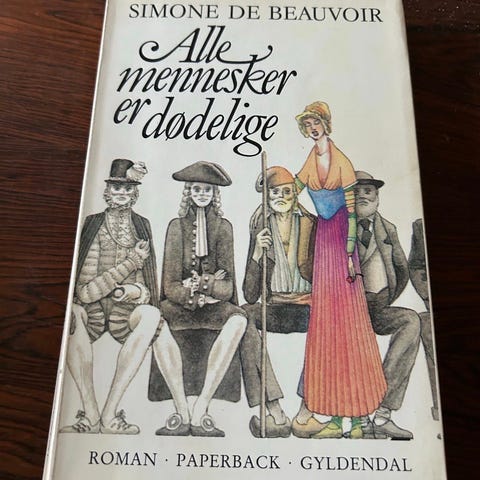 SIMONE DE BEAUVOIR
Alle
mennesker
er dødelige
ROMAN · PAPERBACK · GYLDENDAL